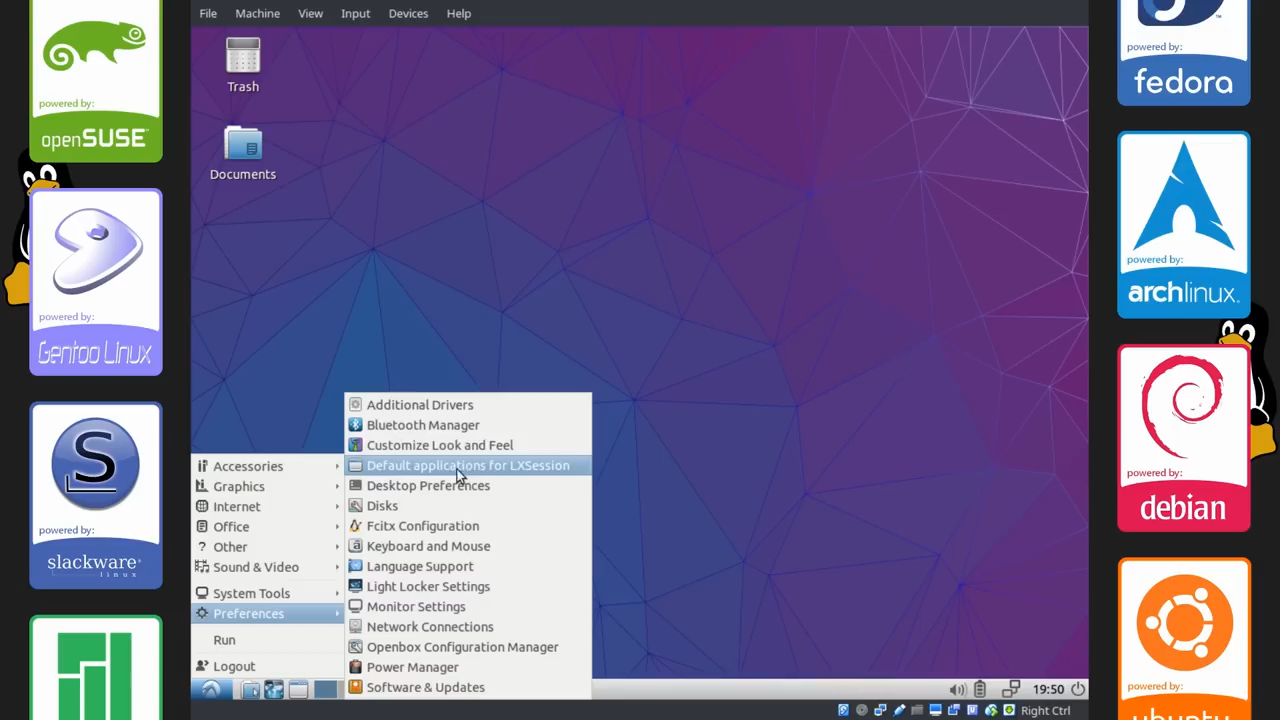 File Machine View Input Devices Help
Trash
Documents
Additional Drivers
Bluetooth Manager
Customize Look and Feel
Default applications for LXSession
Desktop Preferences
Disks
Fcitx Configuration
Keyboard and Mouse
Language Support
Light Locker Settings
Monitor Settings
Network Connections
Openbox Configuration Manager
Power Manager
Software & Updates
Accessories
Graphics
Internet
Office
Other
Sound & Video
System Tools
Preferences
Run
Logout
19:50
Right Ctrl
powered by:
openSUSE
powered by:
Gentoo Linux
powered by:
slackware
linux
powered by:
fedora
powered by:
archlinux
powered by:
debian
powered by:
ubuntu